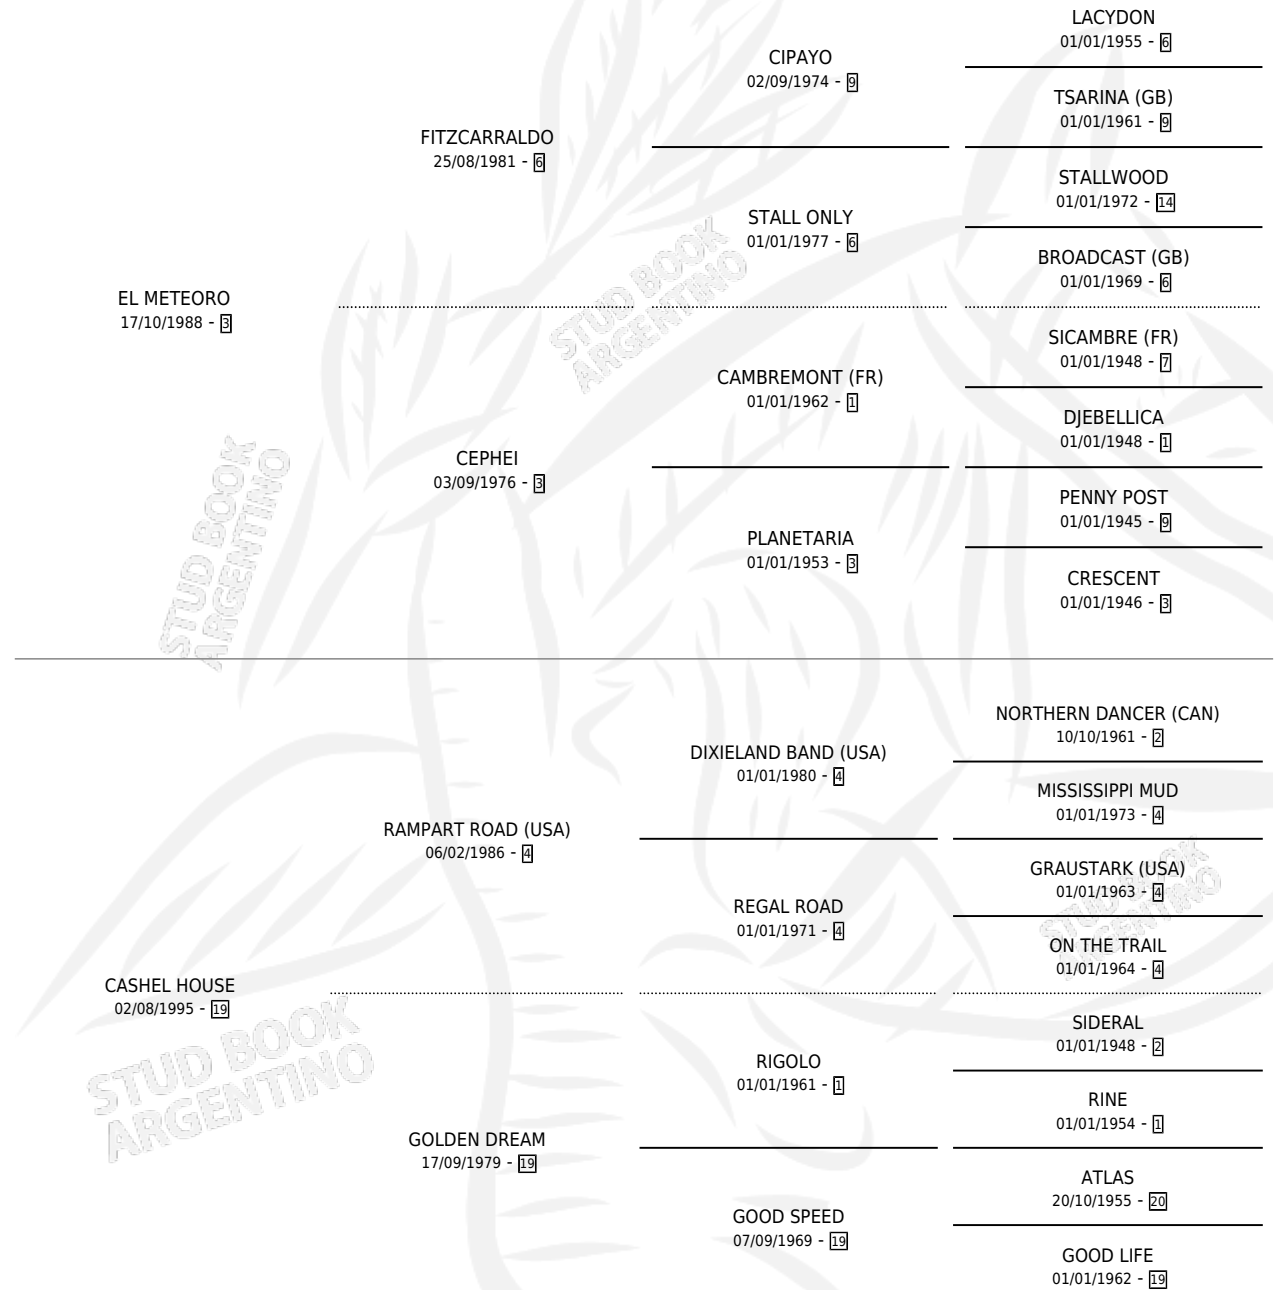 LACYDON
01/01/1955 - 6
CIPAYO
02/09/1974 - 9
TSARINA (GB)
01/01/1961 - 9
FITZCARRALDO
25/08/1981 - 6
STALLWOOD
01/01/1972 - 14
STALL ONLY
01/01/1977 - 6
BROADCAST (GB)
01/01/1969 - 6
EL METEORO
17/10/1988 - 3
STUD BOOK
ARGENTINO
SICAMBRE (FR)
01/01/1948 - 7
CAMBREMONT (FR)
01/01/1962 - 1
DJEBELLICA
01/01/1948 - 1
CEPHEI
03/09/1976 - 3
PENNY POST
01/01/1945 - 9
PLANETARIA
01/01/1953 - 3
CRESCENT
01/01/1946 - 3
STUD BOOK
ARGENTINO
NORTHERN DANCER (CAN)
10/10/1961 - 2
DIXIELAND BAND (USA)
01/01/1980 - 4
MISSISSIPPI MUD
01/01/1973 - 4
RAMPART ROAD (USA)
06/02/1986 - 4
GRAUSTARK (USA)
01/01/1963 - 4
STUD BOOK
ARGENTINO
REGAL ROAD
01/01/1971 - 4
ON THE TRAIL
01/01/1964 - 4
CASHEL HOUSE
02/08/1995 - 19
STUD BOOK
ARGENTINO
SIDERAL
01/01/1948 - 2
RIGOLO
01/01/1961 - 1
RINE
01/01/1954 - 1
GOLDEN DREAM
17/09/1979 - 19
ATLAS
20/10/1955 - 20
GOOD SPEED
07/09/1969 - 19
GOOD LIFE
01/01/1962 - 19